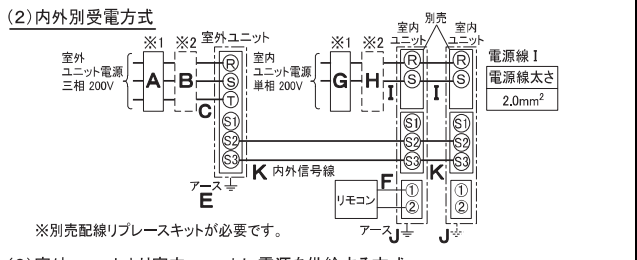 (2)内外別受電方式
※1 ※2 室外ユニット
室外
ユニット電源
三相 200V
A B C
R
S
T
S1
S2
S3
アース
E
※1 ※2
室内
ユニット電源
単相 200V
G H I I
別売
室内
ユニット
室内
ユニット
R R
S S
S1 S1
S2 S2
S3 S3
K 内外信号線
K
F
リモコン
① ①
② ②
アース J J
電源線 I
電源線太さ
2.0mm²
※別売配線リプレースキットが必要です。